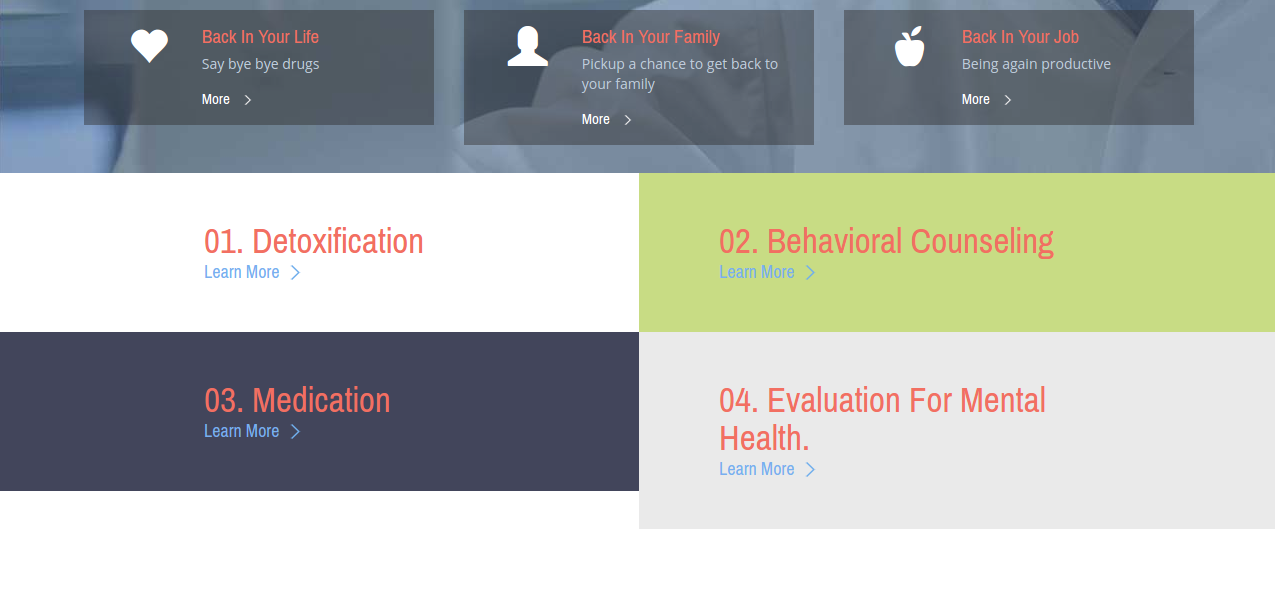 Back In Your Life
Say bye bye drugs
More
Back In Your Family
Pickup a chance to get back to
your family
More
Back In Your Job
Being again productive
More
01. Detoxification
Learn More
02. Behavioral Counseling
Learn More
03. Medication
Learn More
04. Evaluation For Mental
Health.
Learn More